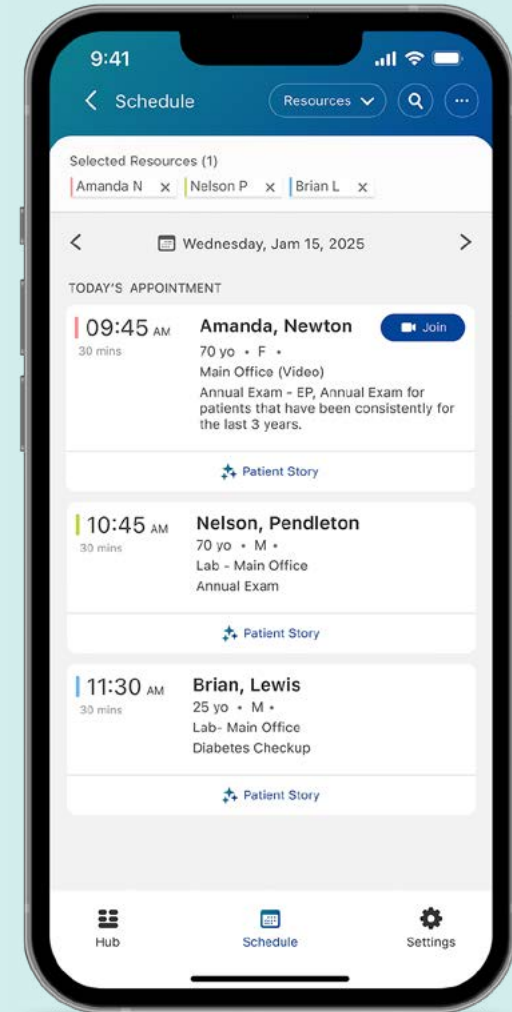 9:41
Schedule
Resources
Selected Resources (1)
Amanda N x Nelson P x Brian L x
Wednesday, Jam 15, 2025
TODAY'S APPOINTMENT
09:45 AM Amanda, Newton Join
30 mins 70 yo • F •
Main Office (Video)
Annual Exam - EP, Annual Exam for
patients that have been consistently for
the last 3 years.
Patient Story
10:45 AM Nelson, Pendleton
30 mins 70 yo • M •
Lab - Main Office
Annual Exam
Patient Story
11:30 AM Brian, Lewis
30 mins 25 yo • M •
Lab- Main Office
Diabetes Checkup
Patient Story
Hub Schedule Settings